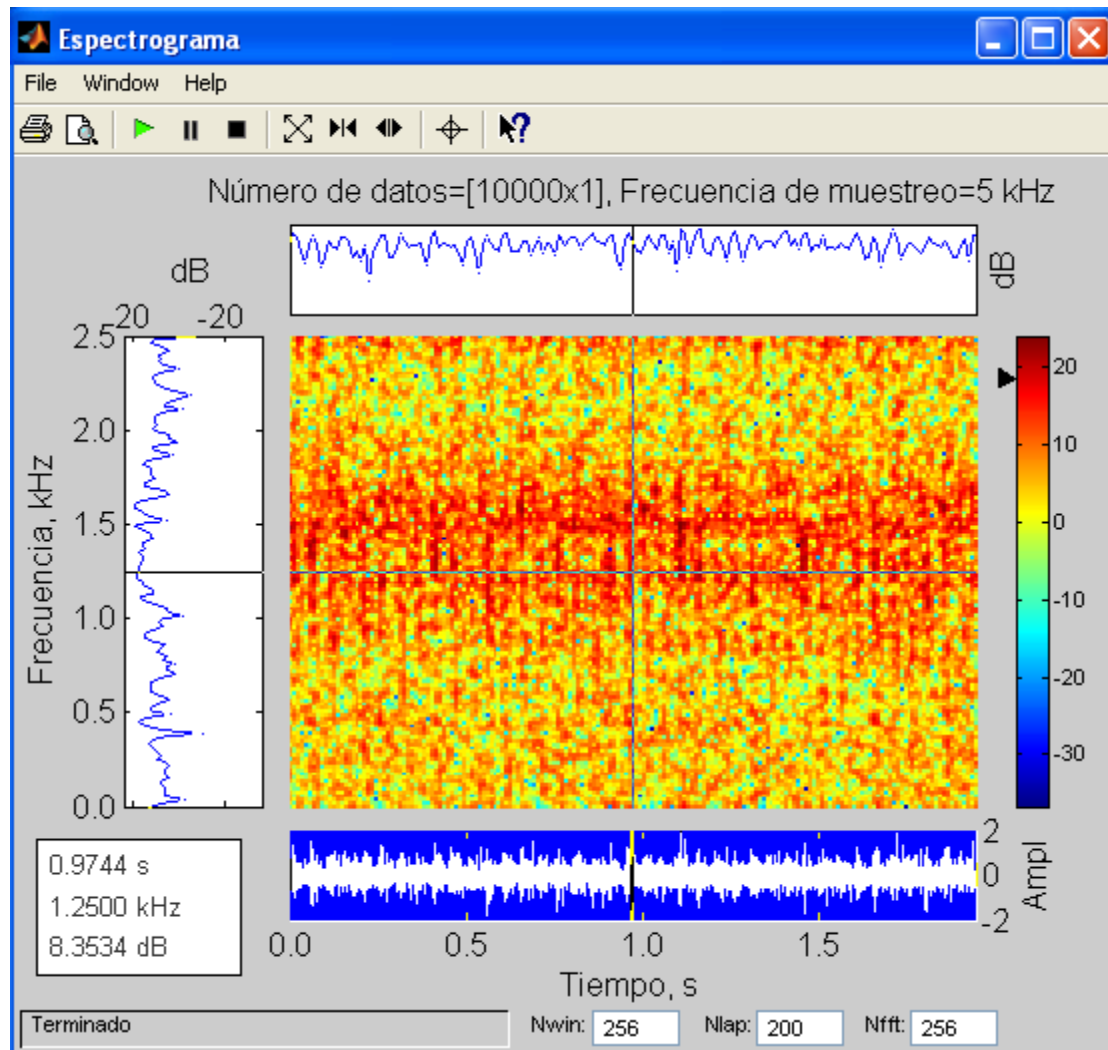 Espectrograma
File Window Help
Número de datos=[10000x1], Frecuencia de muestreo=5 kHz
dB
20 -20
dB
2.5
2.0
1.5
1.0
0.5
0.0
Frecuencia, kHz
20
10
0
-10
-20
-30
2
0
-2
Ampl
0.0 0.5 1.0 1.5
Tiempo, s
0.9744 s
1.2500 kHz
8.3534 dB
Terminado
Nwin: 256 Nlap: 200 Nfft: 256